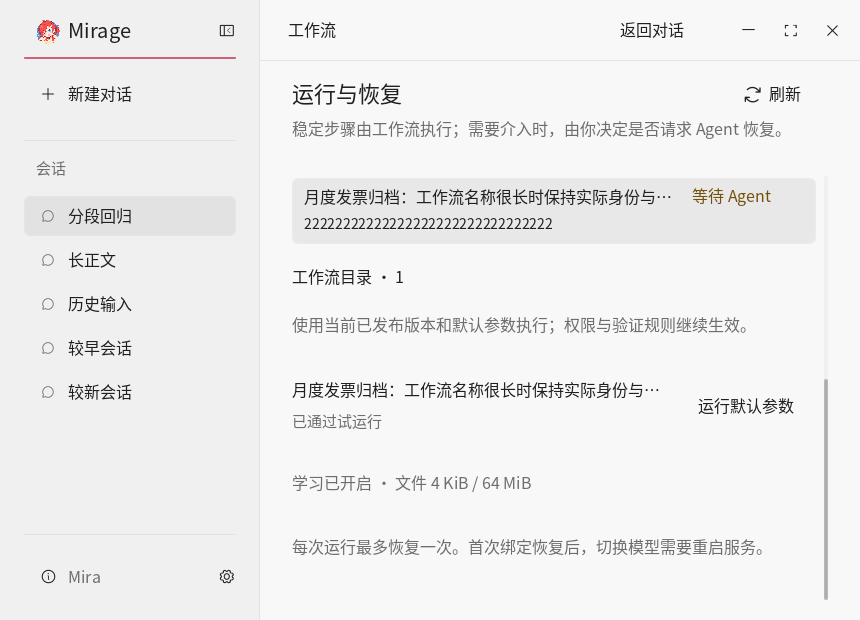 Mirage
新建对话
会话
分段回归
长正文
历史输入
较早会话
较新会话
Mira
工作流
返回对话
运行与恢复
刷新
稳定步骤由工作流执行；需要介入时，由你决定是否请求 Agent 恢复。
月度发票归档：工作流名称很长时保持实际身份与…
等待 Agent
22222222222222222222222222222222
工作流目录 · 1
使用当前已发布版本和默认参数执行；权限与验证规则继续生效。
月度发票归档：工作流名称很长时保持实际身份与…
已通过试运行
运行默认参数
学习已开启 · 文件 4 KiB / 64 MiB
每次运行最多恢复一次。首次绑定恢复后，切换模型需要重启服务。